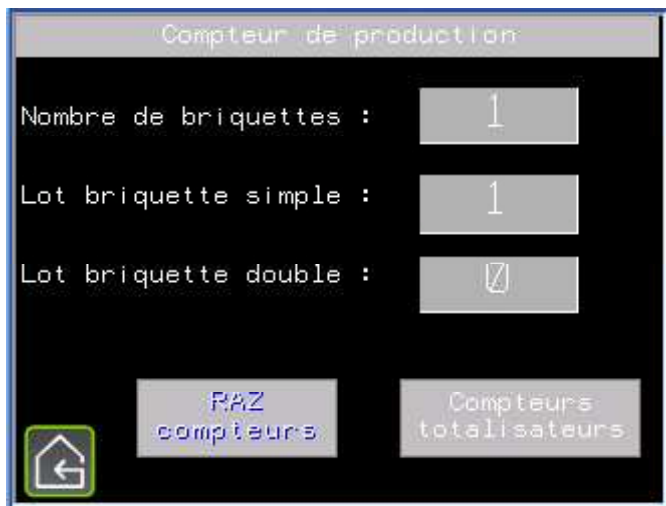 Compteur de production
Nombre de briquettes : 1
Lot briquette simple : 1
Lot briquette double : 0
RAZ
compteurs
Compteurs
totalisateurs